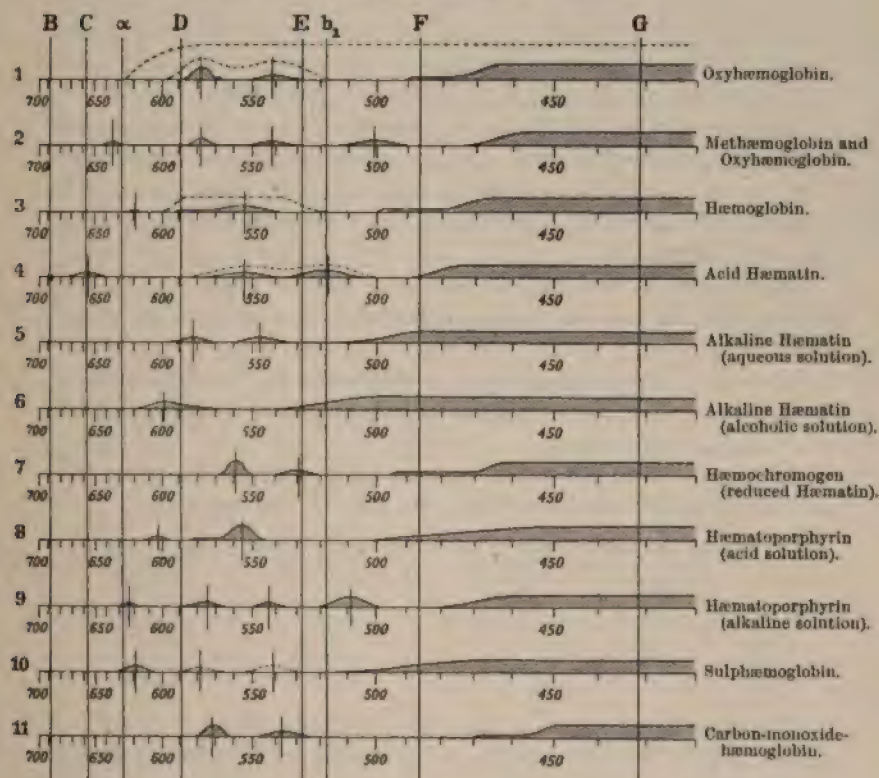 B C α D E b₁ F G
1 Oxyhæmoglobin.
700 650 600 550 500 450
2 Methæmoglobin and
Oxyhæmoglobin.
700 650 600 550 500 450
3 Hæmoglobin.
700 650 600 550 500 450
4 Acid Hæmatin.
700 650 600 550 500 450
5 Alkaline Hæmatin
(aqueous solution).
700 650 600 550 500 450
6 Alkaline Hæmatin
(alcoholic solution).
700 650 600 550 500 450
7 Hæmochromogen
(reduced Hæmatin).
700 650 600 550 500 450
8 Hæmatoporphyrin
(acid solution).
700 650 600 550 500 450
9 Hæmatoporphyrin
(alkaline solution).
700 650 600 550 500 450
10 Sulphæmoglobin.
700 650 600 550 500 450
11 Carbon-monoxide-
hæmoglobin.
700 650 600 550 500 450